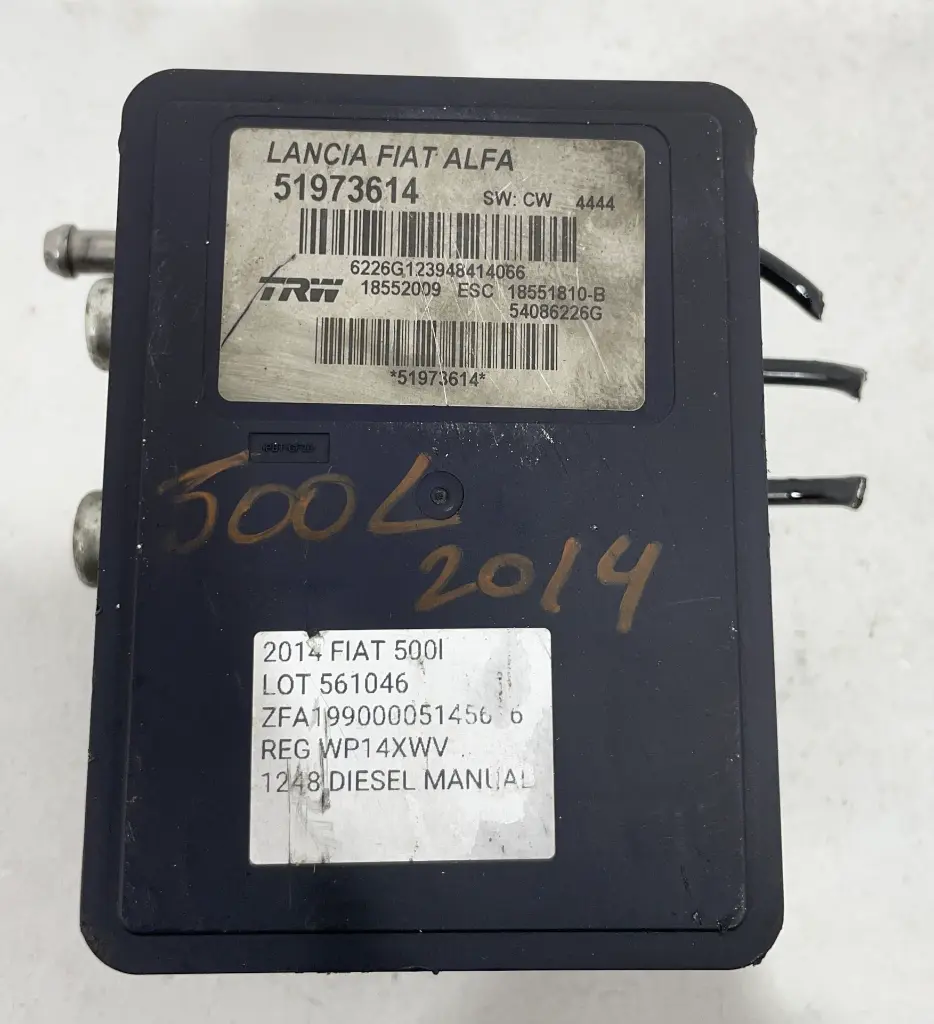 LANCIA FIAT ALFA
51973614 SW: CW 4444
6226G123948414066
TRW 18552009 ESC 18551810-B
54086226G
*51973614*
500L
2014
2014 FIAT 500l
LOT 561046
REG WP14XWV
1248 DIESEL MANUAL